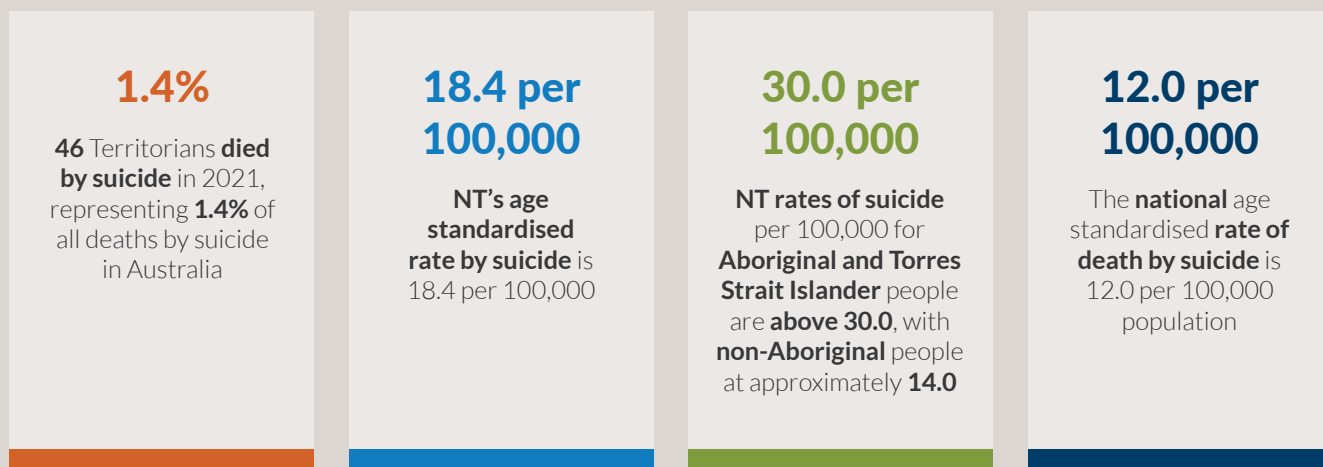 1.4%
46 Territorians died
by suicide in 2021,
representing 1.4% of
all deaths by suicide
in Australia
18.4 per
100,000
NT’s age
standardised
rate by suicide is
18.4 per 100,000
30.0 per
100,000
NT rates of suicide
per 100,000 for
Aboriginal and Torres
Strait Islander people
are above 30.0, with
non-Aboriginal people
at approximately 14.0
12.0 per
100,000
The national age
standardised rate of
death by suicide is
12.0 per 100,000
population